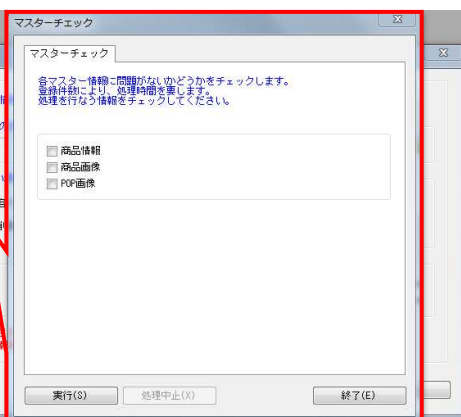 マスターチェック
マスターチェック
各マスター情報に問題がないかどうかをチェックします。
登録件数により、処理時間を要します。
処理を行なう情報をチェックしてください。
商品情報
商品画像
POP画像
実行(S)
処理中止(X)
終了(E)